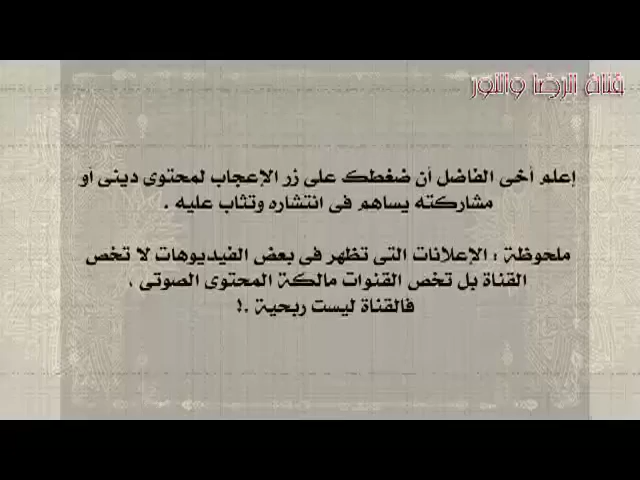 قناة الرضا والنور
إعلم أخى الفاضل أن ضغطك على زر الإعجاب لمحتوى دينى أو
مشاركته يساهم فى انتشاره وتثاب عليه .
ملحوظة : الإعلانات التى تظهر فى بعض الفيديوهات لا تخص
القناة بل تخص القنوات مالكة المحتوى الصوتى ،
فالقناة ليست ربحية .!